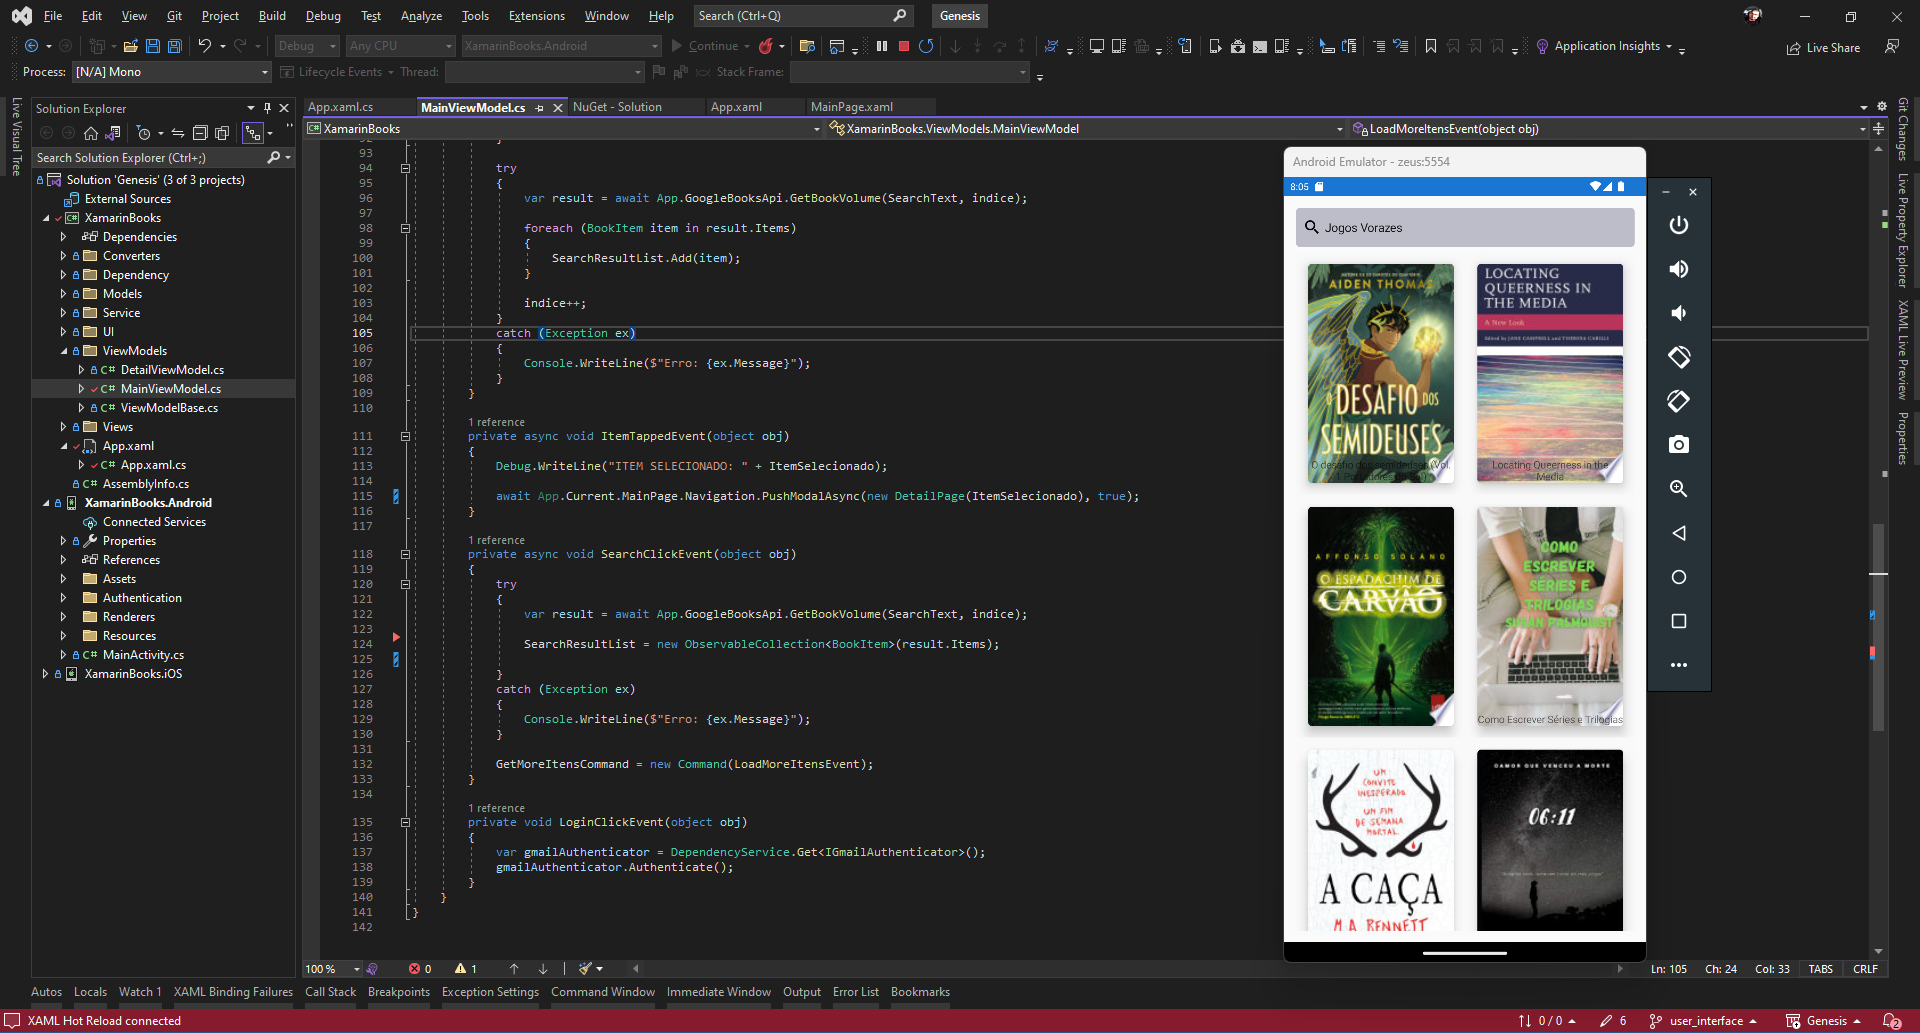 File Edit View Git Project Build Debug Test Analyze Tools Extensions Window Help Search (Ctrl+Q) Genesis
Debug Any CPU XamarinBooks.Android Continue Application Insights Live Share
Process: [N/A] Mono Lifecycle Events Thread: Stack Frame:
Live Visual Tree
Solution Explorer
Search Solution Explorer (Ctrl+;)
Solution 'Genesis' (3 of 3 projects)
External Sources
XamarinBooks
Dependencies
Converters
Dependency
Models
Service
UI
ViewModels
DetailViewModel.cs
MainViewModel.cs
ViewModelBase.cs
Views
App.xaml
App.xaml.cs
AssemblyInfo.cs
XamarinBooks.Android
Connected Services
Properties
References
Assets
Authentication
Renderers
Resources
MainActivity.cs
XamarinBooks.iOS
App.xaml.cs MainViewModel.cs NuGet - Solution App.xaml MainPage.xaml
XamarinBooks XamarinBooks.ViewModels.MainViewModel LoadMoreItensEvent(object obj)
92 }
93
94 try
95 {
96 var result = await App.GoogleBooksApi.GetBookVolume(SearchText, indice);
97
98 foreach (BookItem item in result.Items)
99 {
100 SearchResultList.Add(item);
101 }
102
103 indice++;
104 }
105 catch (Exception ex)
106 {
107 Console.WriteLine($"Erro: {ex.Message}");
108 }
109 }
110
1 reference
111 private async void ItemTappedEvent(object obj)
112 {
113 Debug.WriteLine("ITEM SELECIONADO: " + ItemSelecionado);
114
115 await App.Current.MainPage.Navigation.PushModalAsync(new DetailPage(ItemSelecionado), true);
116 }
117
1 reference
118 private async void SearchClickEvent(object obj)
119 {
120 try
121 {
122 var result = await App.GoogleBooksApi.GetBookVolume(SearchText, indice);
123
124 SearchResultList = new ObservableCollection<BookItem>(result.Items);
125
126 }
127 catch (Exception ex)
128 {
129 Console.WriteLine($"Erro: {ex.Message}");
130 }
131
132 GetMoreItensCommand = new Command(LoadMoreItensEvent);
133 }
134
1 reference
135 private void LoginClickEvent(object obj)
136 {
137 var gmailAuthenticator = DependencyService.Get<IGmailAuthenticator>();
138 gmailAuthenticator.Authenticate();
139 }
140 }
141 }
142
Android Emulator - zeus:5554
8:05
Jogos Vorazes
AIDEN THOMAS
O DESAFIO DOS
SEMIDEUSES
O desafio dos semideuses (Vol.
LOCATING
QUEERNESS IN
THE MEDIA
A New Look
Edited by JANE CAMPBELL and THERESA CARILLI
Locating Queerness in the
Media
AFFONSO SOLANO
O ESPADACHIM DE
CARVÃO
COMO
ESCREVER
SÉRIES E
TRILOGIAS
SUSAN PALMQUIST
Como Escrever Séries e Trilogias
UM
CONVITE
INESPERADO
UM FIM
DE SEMANA
MORTAL
A CAÇA
M.A. BENNETT
O AMOR QUE VENCEU A MORTE
06:11
Git Changes
Live Property Explorer
XAML Live Preview
Properties
100 % 0 1 Ln: 105 Ch: 24 Col: 33 TABS CRLF
Autos Locals Watch 1 XAML Binding Failures Call Stack Breakpoints Exception Settings Command Window Immediate Window Output Error List Bookmarks
XAML Hot Reload connected 0 / 0 6 user_interface Genesis 2